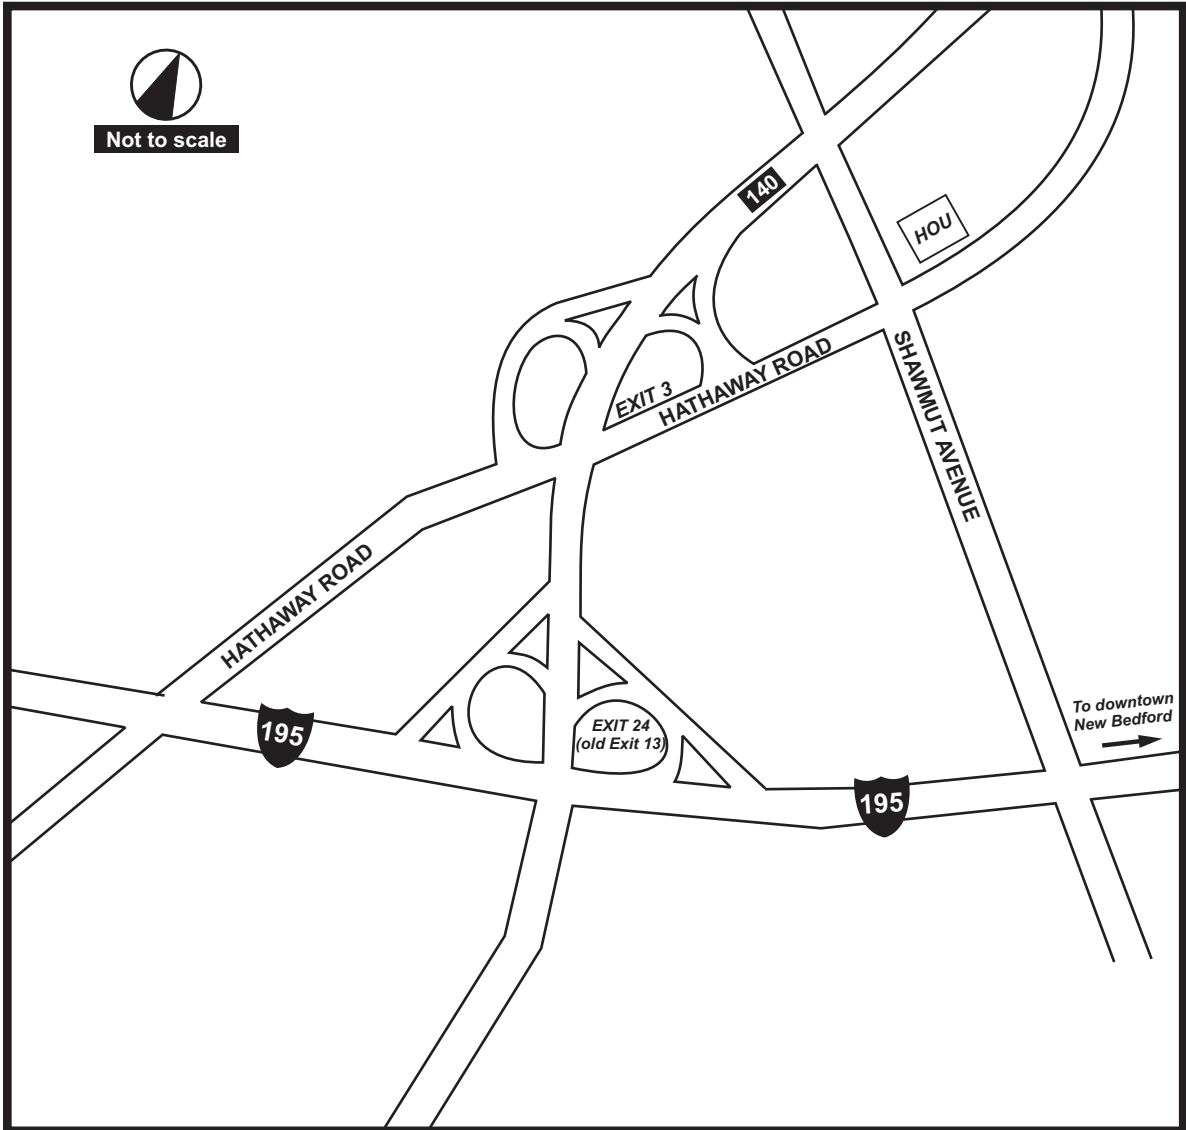 Not to scale
140
HOU
EXIT 3
HATHAWAY ROAD
SHAWMUT AVENUE
HATHAWAY ROAD
195
EXIT 24
(old Exit 13)
To downtown
New Bedford
195